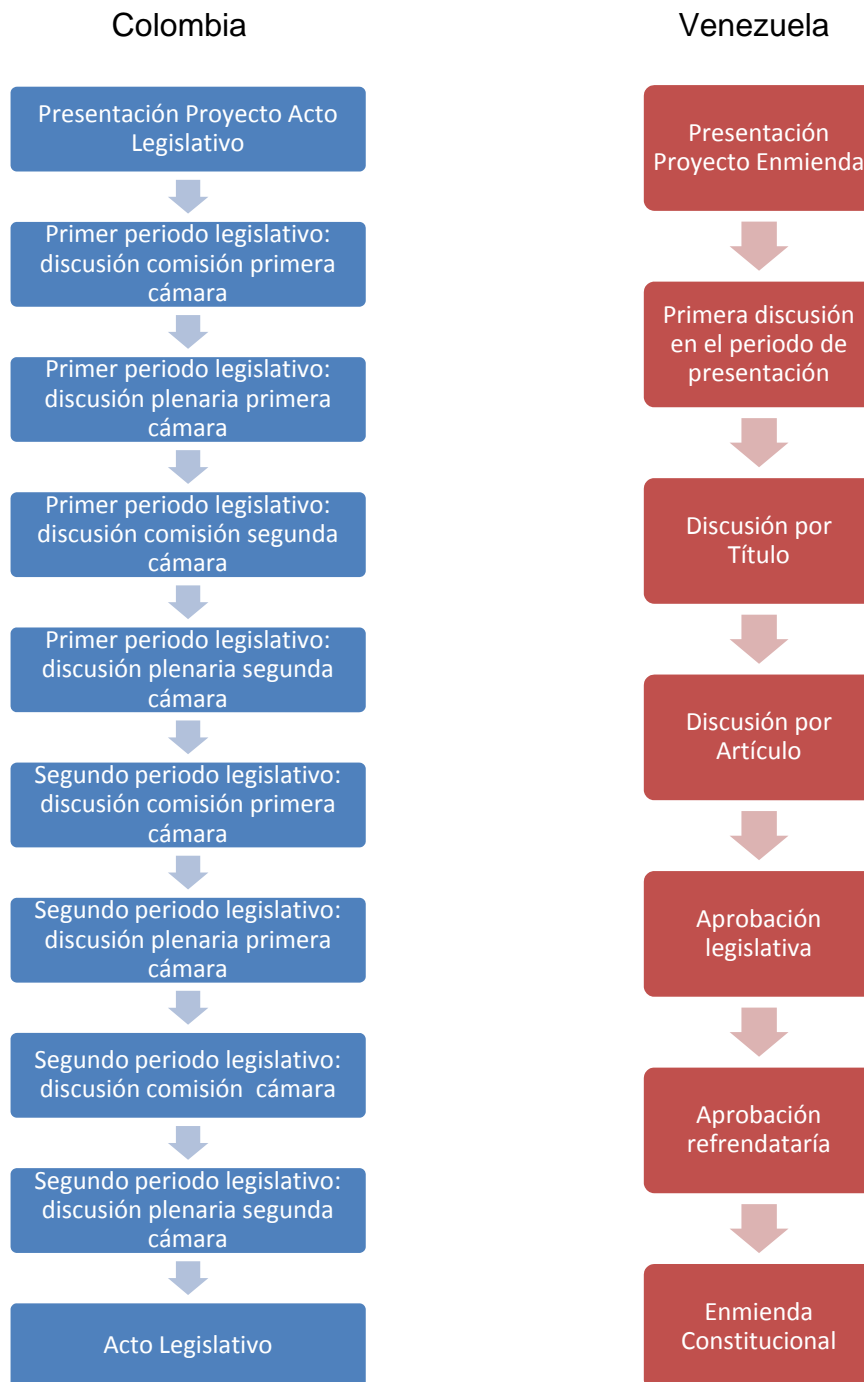 Colombia
Presentación Proyecto Acto
Legislativo
Primer periodo legislativo:
discusión comisión primera
cámara
Primer periodo legislativo:
discusión plenaria primera
cámara
Primer periodo legislativo:
discusión comisión segunda
cámara
Primer periodo legislativo:
discusión plenaria segunda
cámara
Segundo periodo legislativo:
discusión comisión primera
cámara
Segundo periodo legislativo:
discusión plenaria primera
cámara
Segundo periodo legislativo:
discusión comisión  cámara
Segundo periodo legislativo:
discusión plenaria segunda
cámara
Acto Legislativo
Venezuela
Presentación
Proyecto Enmienda
Primera discusión
en el periodo de
presentación
Discusión por
Título
Discusión por
Artículo
Aprobación
legislativa
Aprobación
refrendataría
Enmienda
Constitucional